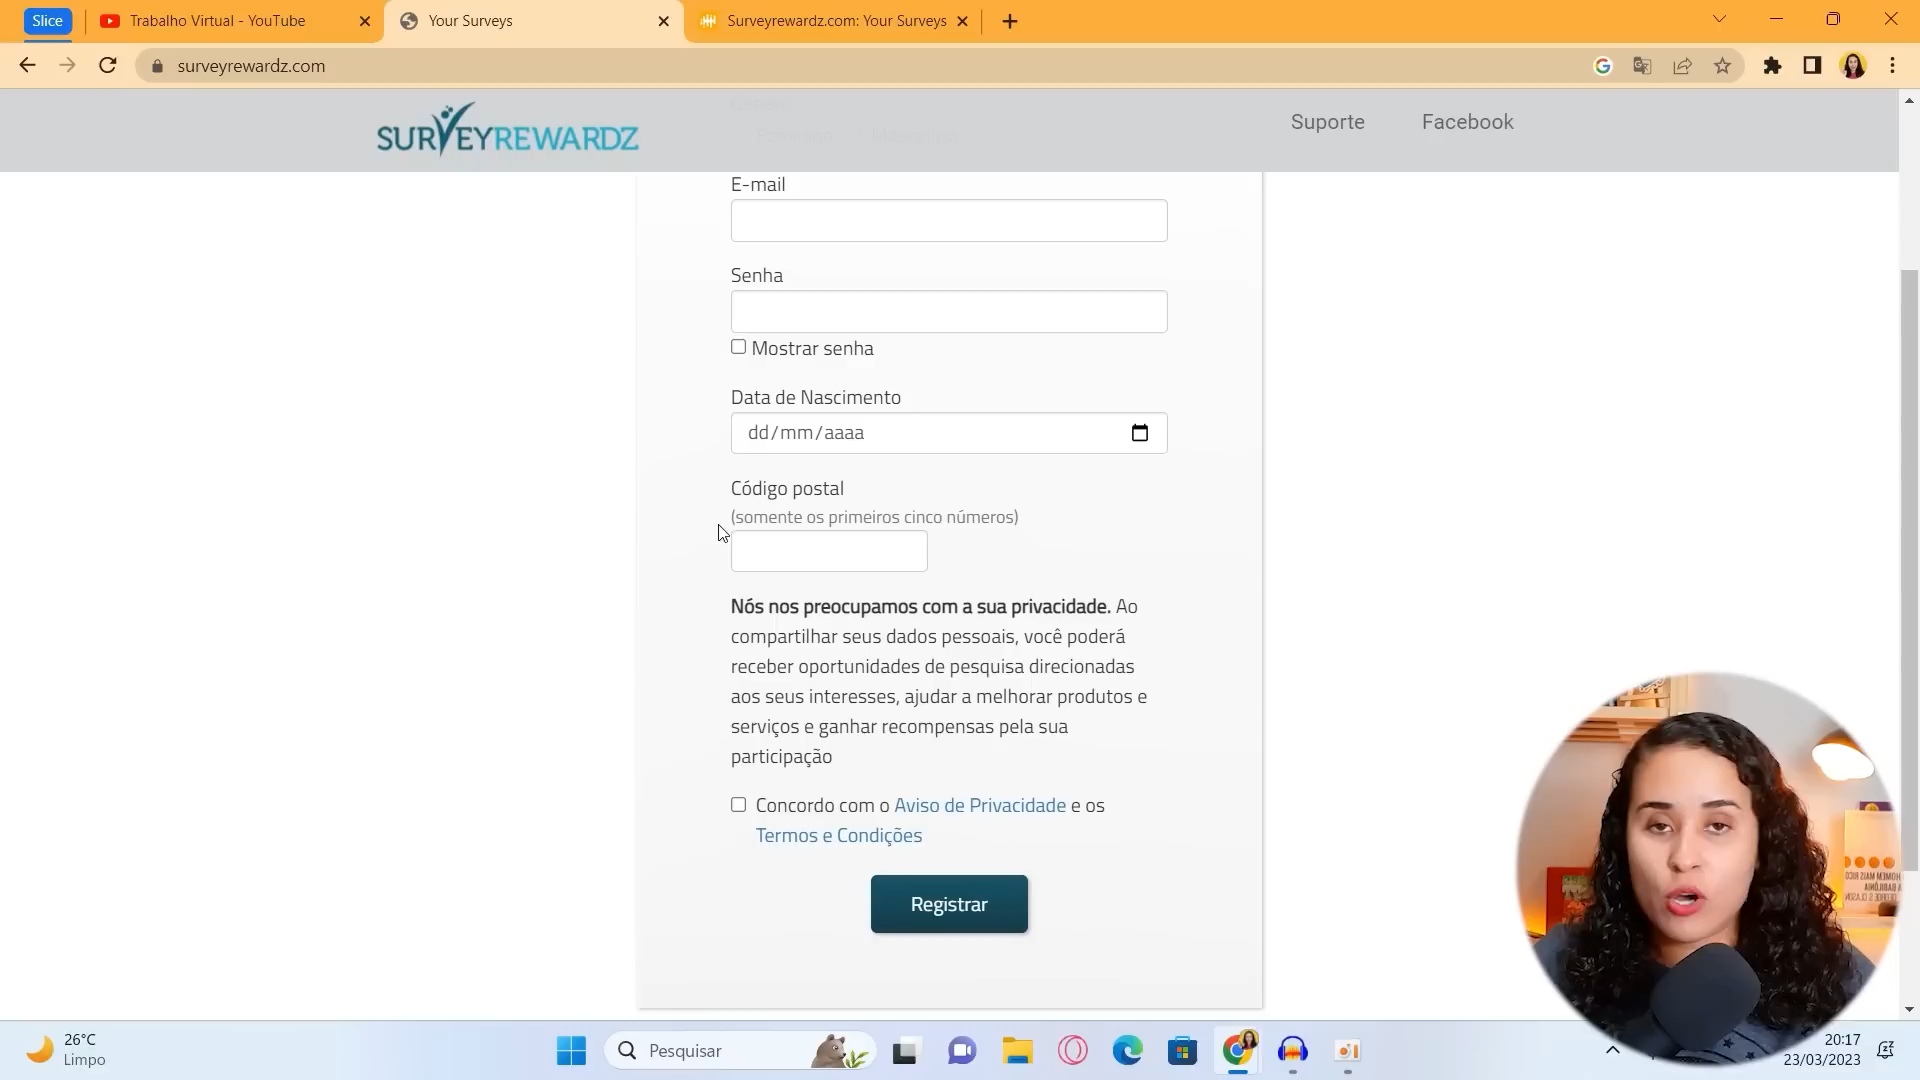 Slice
Trabalho Virtual - YouTube
Your Surveys
Surveyrewardz.com: Your Surveys
surveyrewardz.com
SURVEYREWARDZ
Suporte
Facebook
E-mail
Senha
Mostrar senha
Data de Nascimento
dd/mm/aaaa
Código postal
(somente os primeiros cinco números)
Nós nos preocupamos com a sua privacidade. Ao
compartilhar seus dados pessoais, você poderá
receber oportunidades de pesquisa direcionadas
aos seus interesses, ajudar a melhorar produtos e
serviços e ganhar recompensas pela sua
participação
Concordo com o Aviso de Privacidade e os
Termos e Condições
Registrar
26°C
Limpo
Pesquisar
20:17
23/03/2023